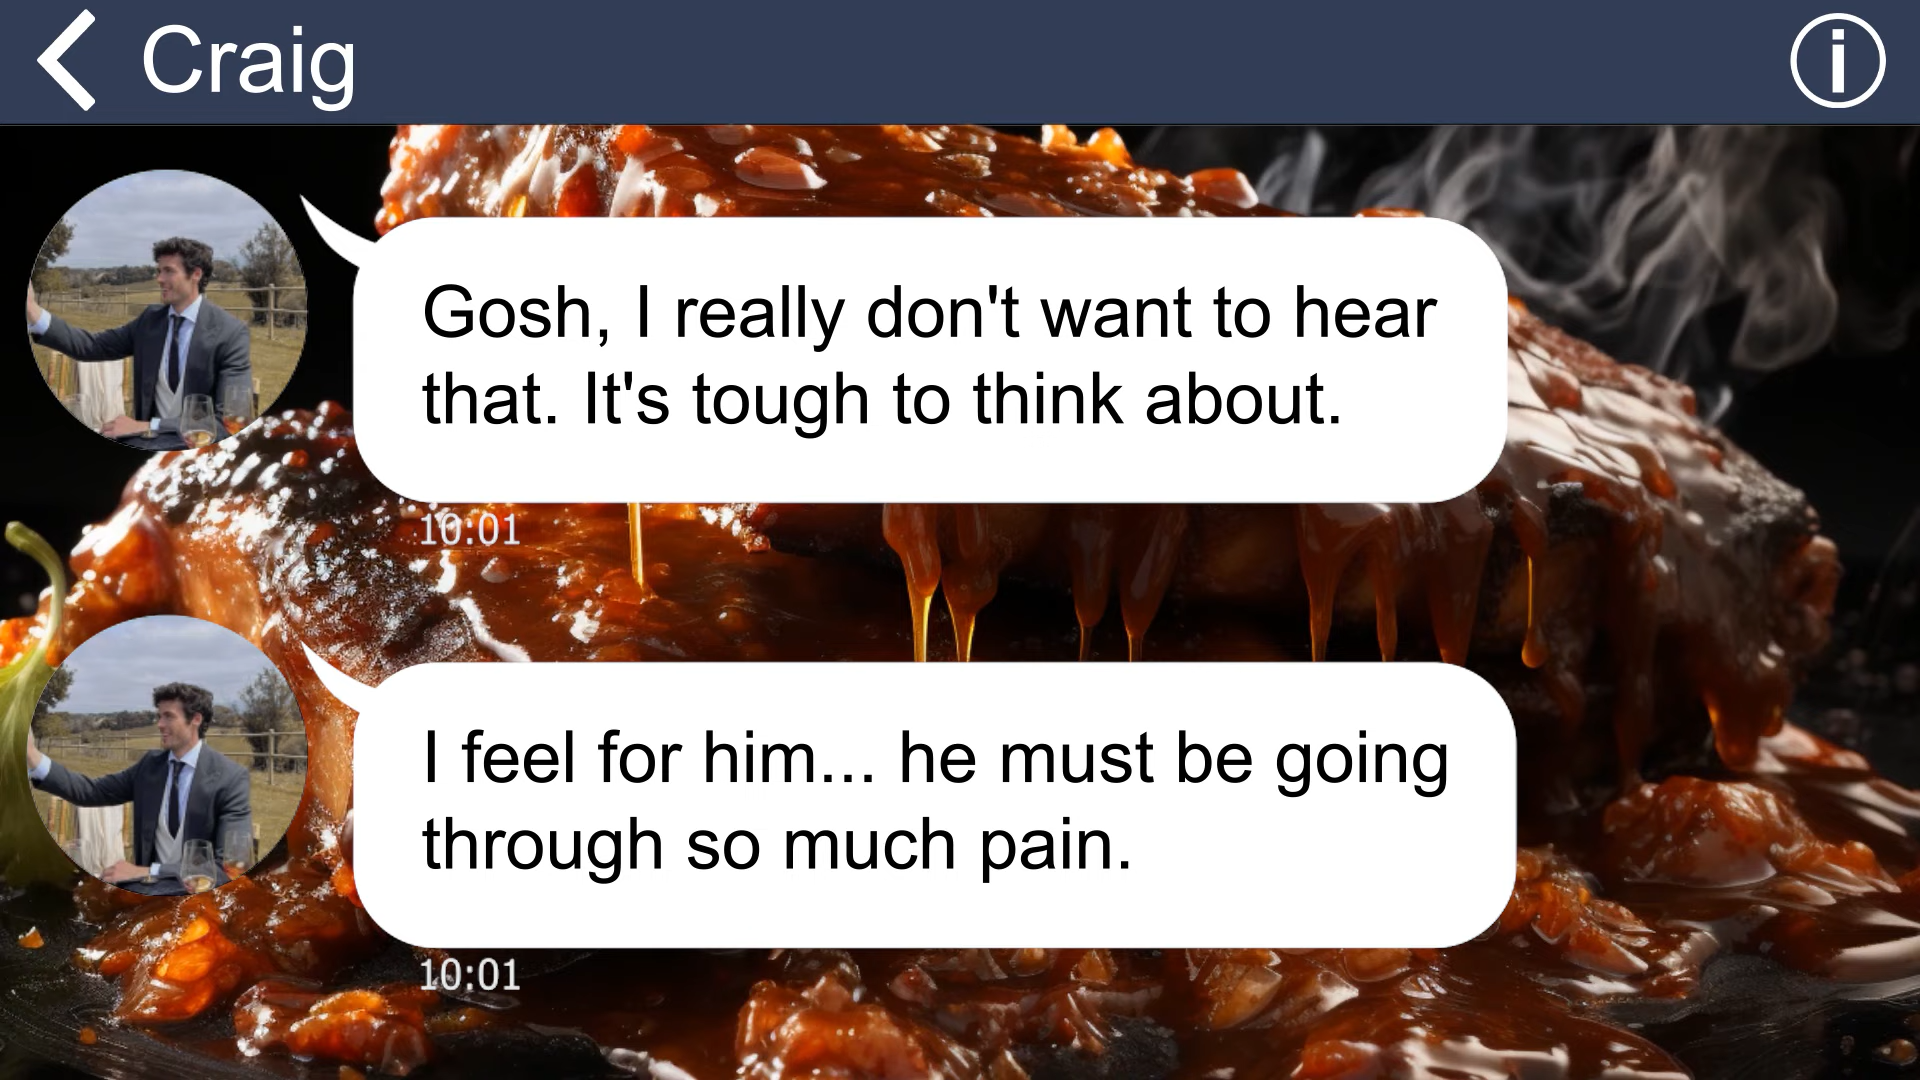 Craig
Gosh, I really don't want to hear
that. It's tough to think about.
10:01
I feel for him... he must be going
through so much pain.
10:01